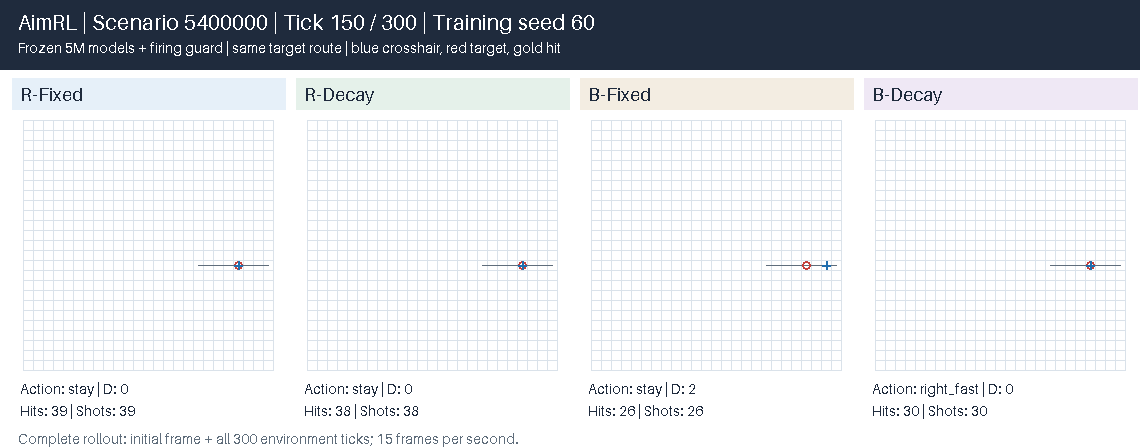 AimRL | Scenario 5400000 | Tick 150 / 300 | Training seed 60
Frozen 5M models + firing guard | same target route | blue crosshair, red target, gold hit
R-Fixed
R-Decay
B-Fixed
B-Decay
Action: stay | D: 0
Hits: 39 | Shots: 39
Action: stay | D: 0
Hits: 38 | Shots: 38
Action: stay | D: 2
Hits: 26 | Shots: 26
Action: right_fast | D: 0
Hits: 30 | Shots: 30
Complete rollout: initial frame + all 300 environment ticks; 15 frames per second.